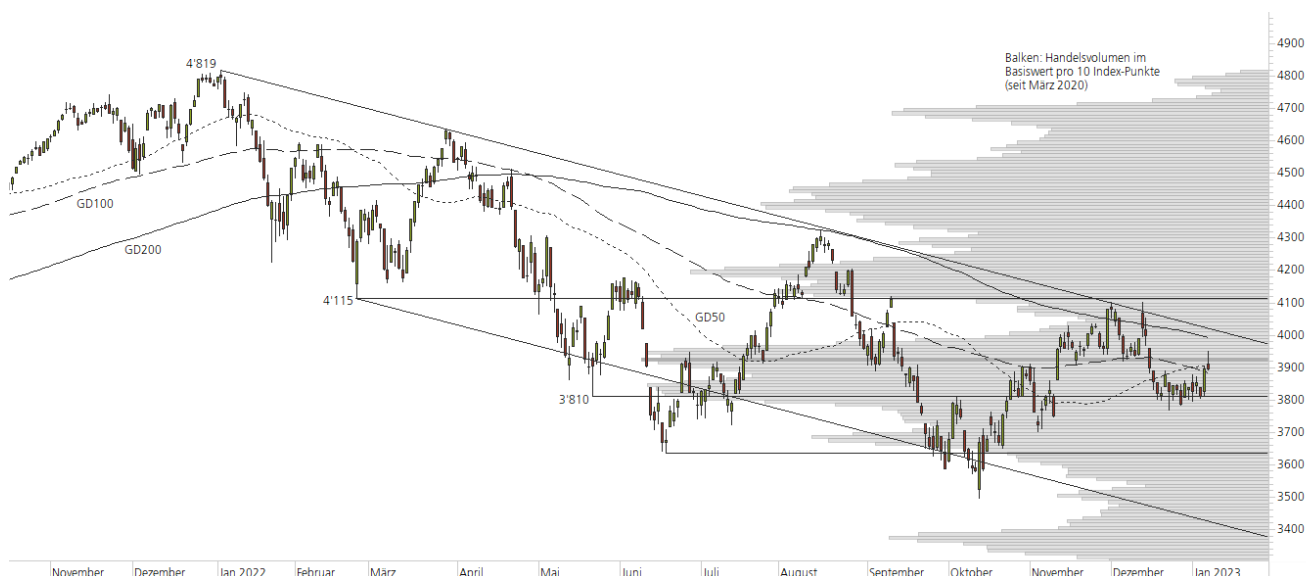 4'819
Balken: Handelsvolumen im
Basiswert pro 10 Index-Punkte
(seit März 2020)
4900
4800
4700
4600
4500
4400
4300
4200
4100
4000
3900
3800
3700
3600
3500
3400
GD100
GD200
4'115
GD50
3'810
November
Dezember
Jan 2022
Februar
März
April
Mai
Juni
Juli
August
September
Oktober
November
Dezember
Jan 2023